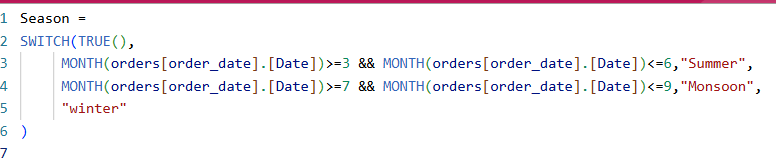 1 Season =
2 SWITCH(TRUE(),
3 MONTH(orders[order_date].[Date])>=3 && MONTH(orders[order_date].[Date])<=6,"Summer",
4 MONTH(orders[order_date].[Date])>=7 && MONTH(orders[order_date].[Date])<=9,"Monsoon",
5 "winter"
6 )
7